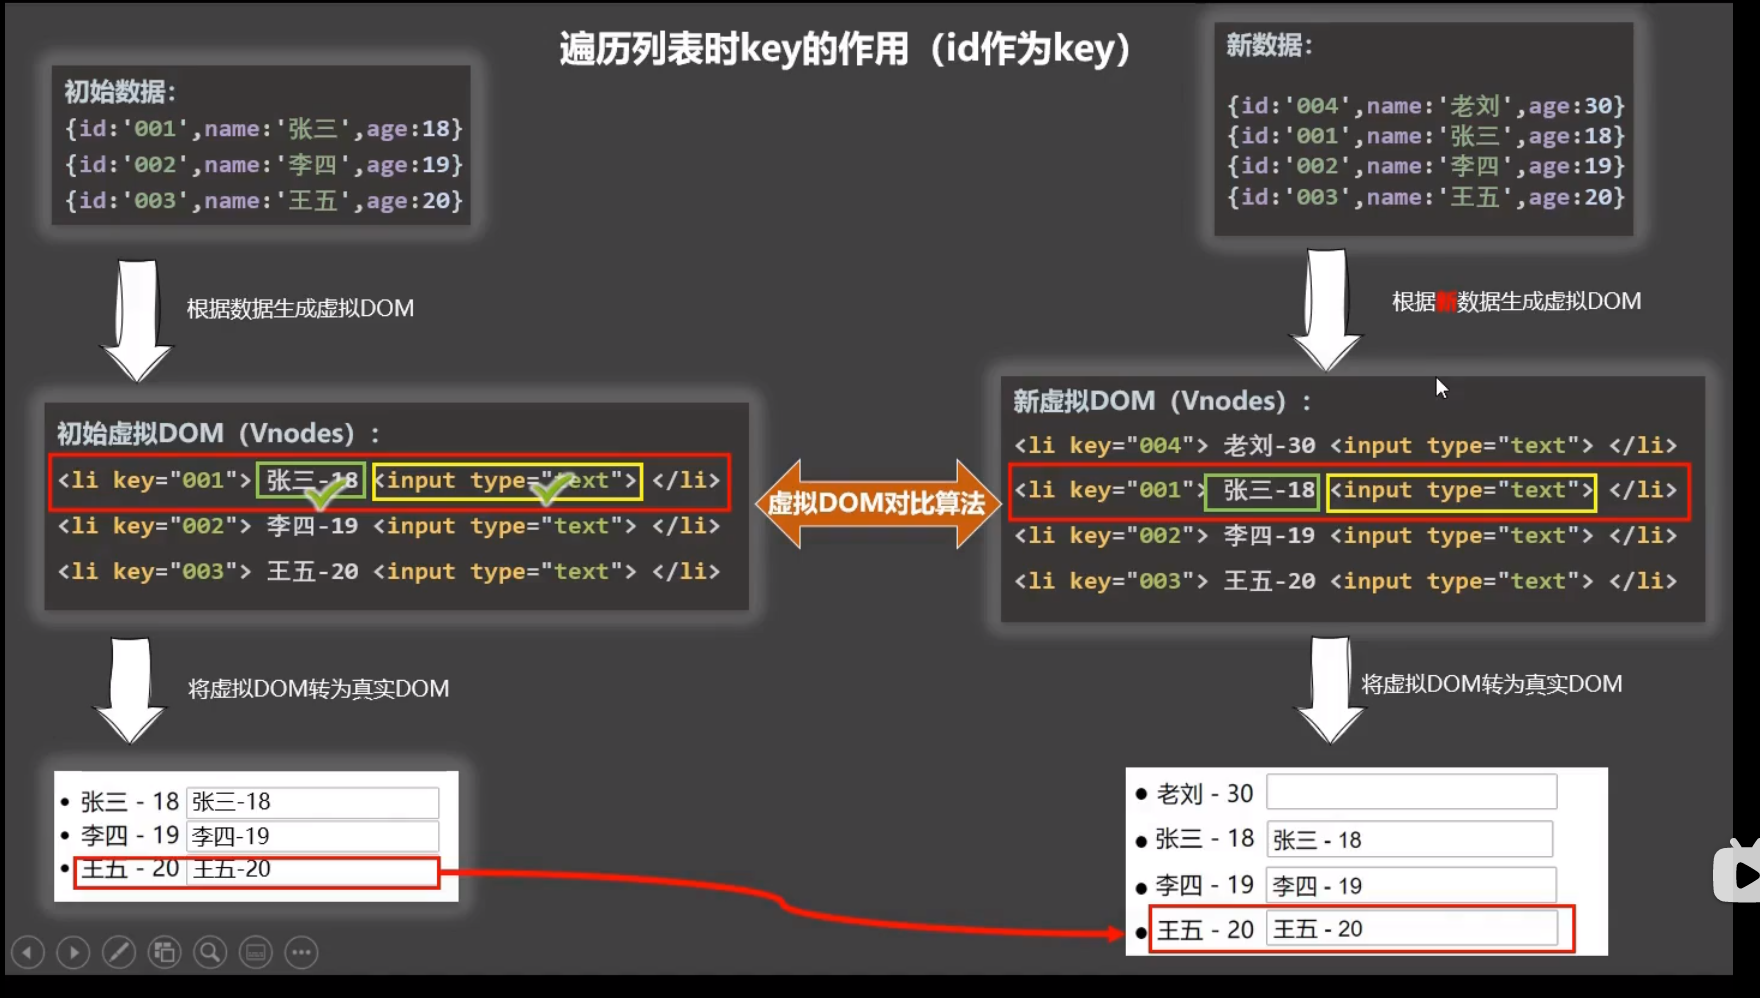 遍历列表时key的作用（id作为key）
初始数据：
{id:'001',name:'张三',age:18}
{id:'002',name:'李四',age:19}
{id:'003',name:'王五',age:20}
新数据：
{id:'004',name:'老刘',age:30}
{id:'001',name:'张三',age:18}
{id:'002',name:'李四',age:19}
{id:'003',name:'王五',age:20}
根据数据生成虚拟DOM
根据新数据生成虚拟DOM
初始虚拟DOM（Vnodes）：
<li key="001"> 张三-18 <input type="text"> </li>
<li key="002"> 李四-19 <input type="text"> </li>
<li key="003"> 王五-20 <input type="text"> </li>
虚拟DOM对比算法
新虚拟DOM（Vnodes）：
<li key="004"> 老刘-30 <input type="text"> </li>
<li key="001"> 张三-18 <input type="text"> </li>
<li key="002"> 李四-19 <input type="text"> </li>
<li key="003"> 王五-20 <input type="text"> </li>
将虚拟DOM转为真实DOM
将虚拟DOM转为真实DOM
• 张三 - 18 张三-18
• 李四 - 19 李四-19
• 王五 - 20 王五-20
• 老刘 - 30
• 张三 - 18 张三 - 18
• 李四 - 19 李四 - 19
• 王五 - 20 王五 - 20